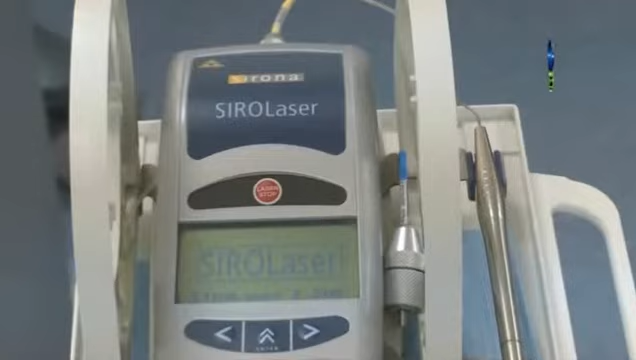 sirona
SIROLaser
LASER
STOP
SIROLaser
ENTER